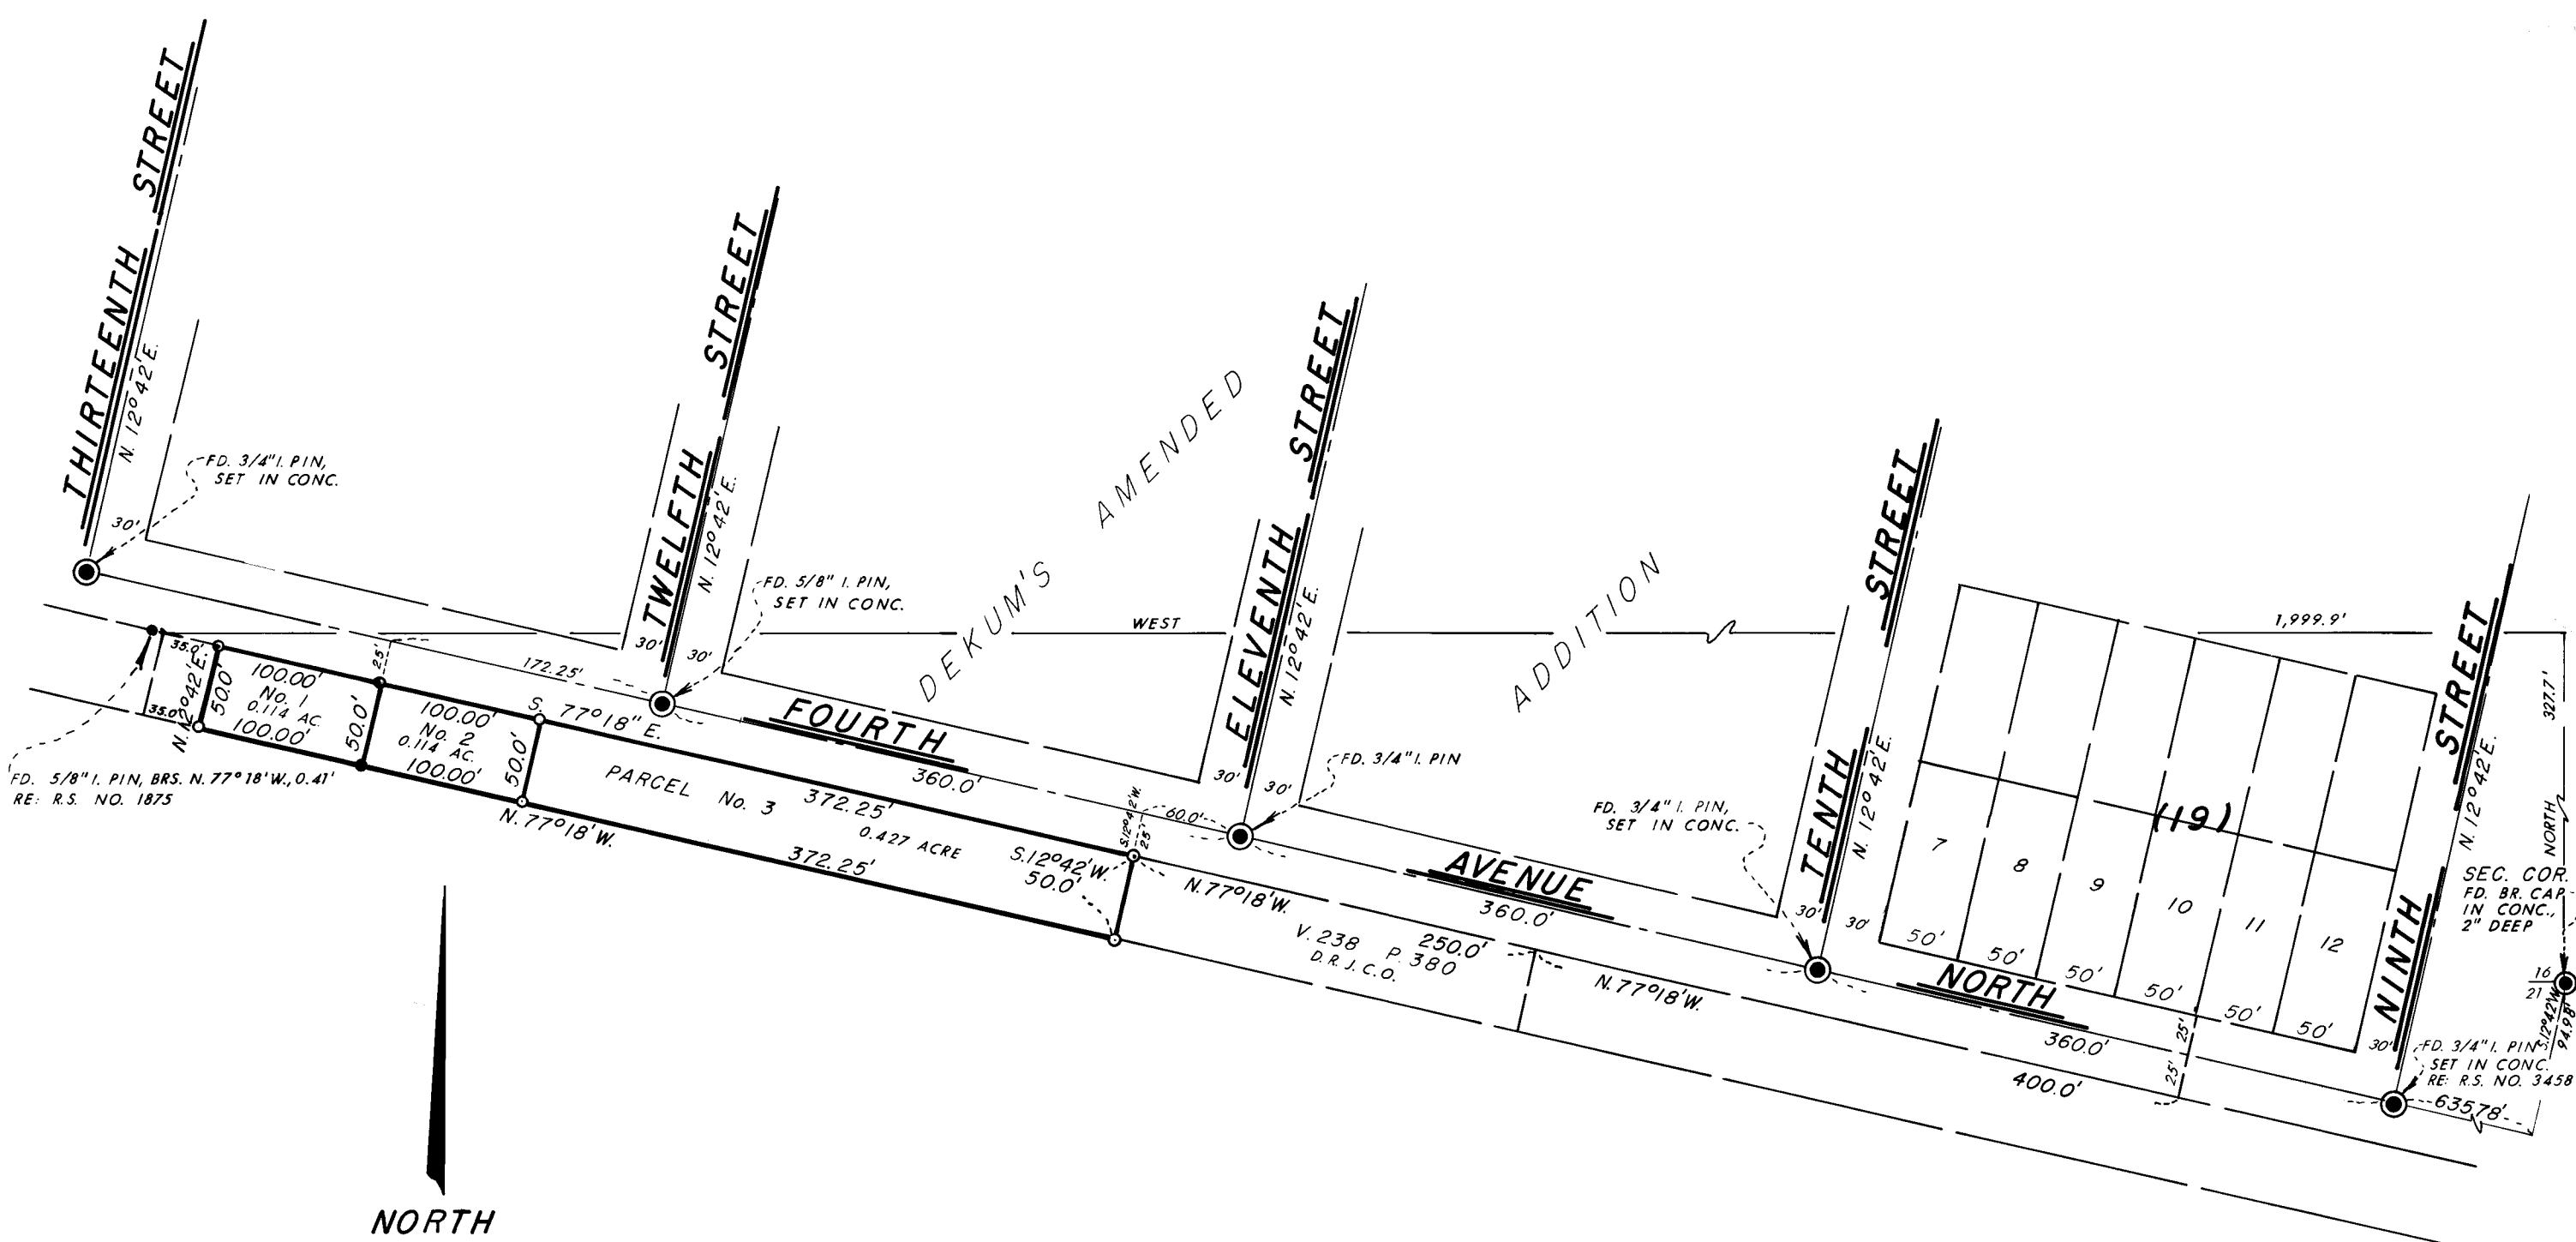 THIRTEENTH STREET
N. 12°42'E.
FD. 3/4" I. PIN,
SET IN CONC.
30'
TWELFTH STREET
N. 12°42'E.
FD. 5/8" I. PIN,
SET IN CONC.
30'
30'
DEKUM'S AMENDED ADDITION
WEST
1,999.9'
327.7'
NORTH
ELEVENTH STREET
N. 12°42'E.
30'
30'
FD. 3/4" I. PIN
TENTH STREET
N. 12°42'E.
FD. 3/4" I. PIN,
SET IN CONC.
30'
30'
NINTH STREET
N. 12°42'E.
30'
(19)
7
8
9
10
11
12
50'
50'
50'
50'
50'
50'
SEC. COR.
FD. BR. CAP
IN CONC.,
2" DEEP
16
21
S.12°42'W.
94.98'
FD. 3/4" I. PIN
SET IN CONC.
RE: R.S. NO. 3458
635.78'
35.0'
35.0'
N.12°42'E.
50.0'
100.00'
No. 1
0.114 AC.
100.00'
50.0'
25'
172.25'
100.00'
No. 2
0.114 AC.
100.00'
50.0'
S. 77°18" E.
FOURTH AVENUE NORTH
360.0'
360.0'
360.0'
PARCEL No. 3
372.25'
0.427 ACRE
372.25'
N.77°18'W.
S.12°42'W.
50.0'
S.12°42'W.
25'
60.0'
N.77°18'W.
250.0'
V. 238 P. 380
D.R.J.C.O.
N.77°18'W.
25'
25'
400.0'
FD. 5/8" I. PIN, BRS. N. 77°18'W., 0.41'
RE: R.S. NO. 1875
NORTH